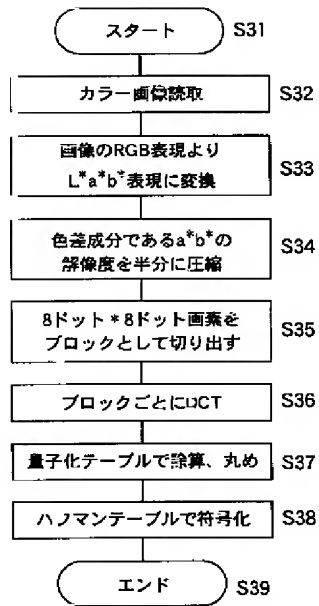 スタート S31
カラー画像読取 S32
画像のRGB表現より
L*a*b*表現に変換 S33
色差成分であるa*b*の
解像度を半分に圧縮 S34
8ドット*8ドット画素を
ブロックとして切り出す S35
ブロックごとにDCT S36
量子化テーブルで除算、丸め S37
ハフマンテーブルで符号化 S38
エンド S39